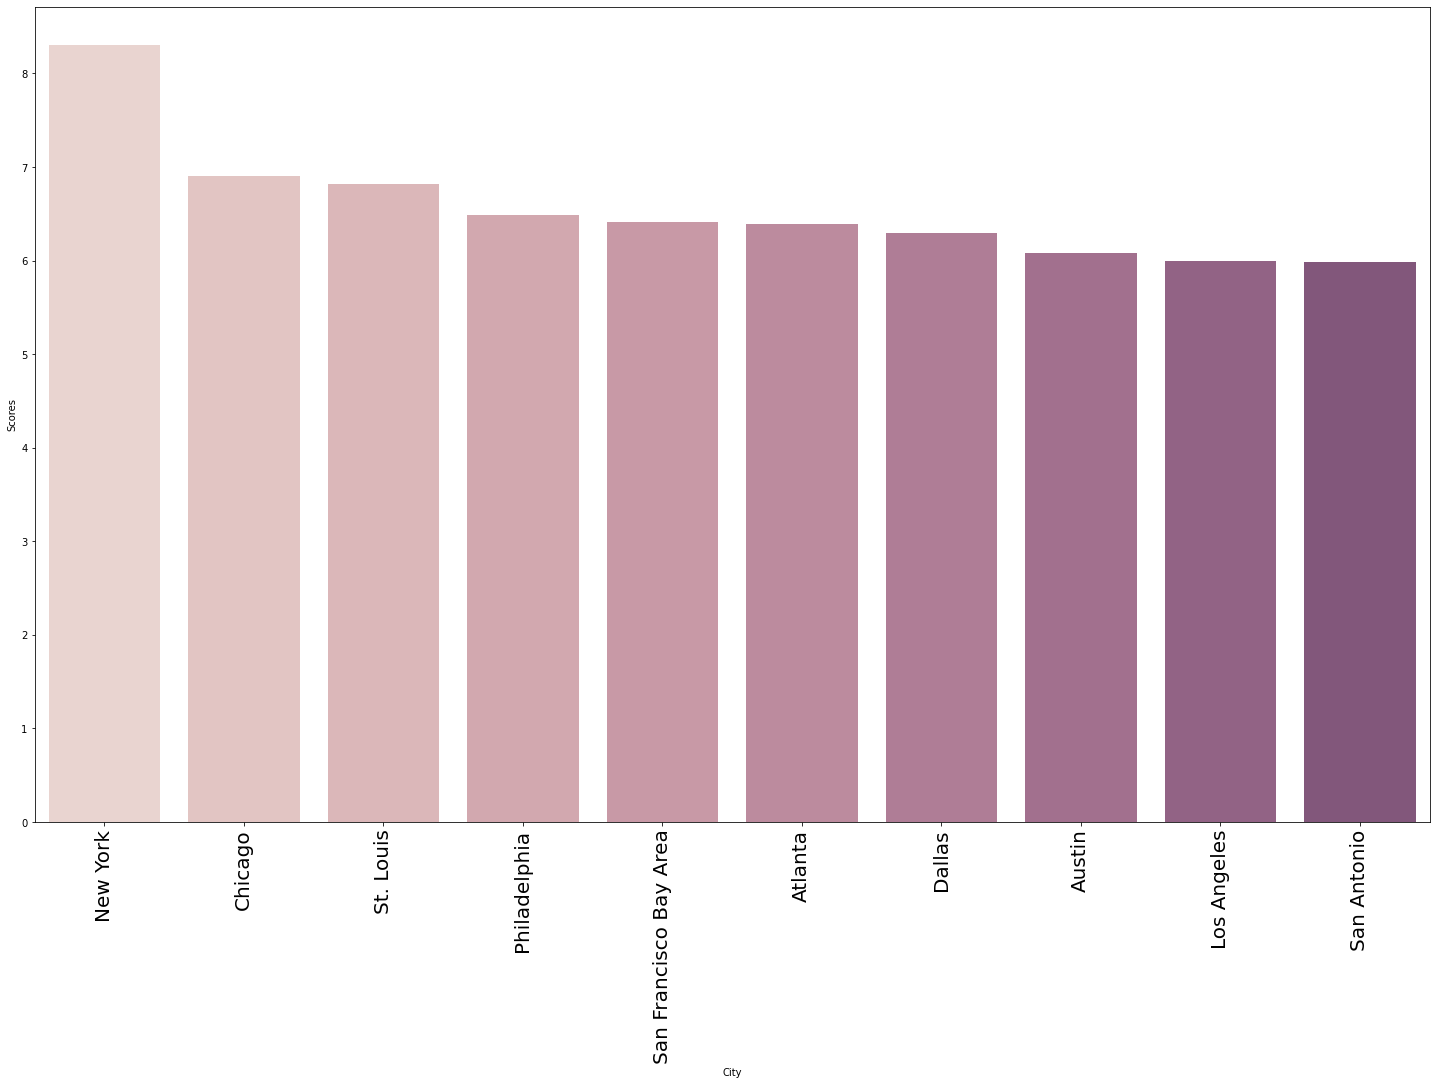 8
7
6
5
4
3
2
1
0
Scores
New York
Chicago
St. Louis
Philadelphia
San Francisco Bay Area
Atlanta
Dallas
Austin
Los Angeles
San Antonio
City